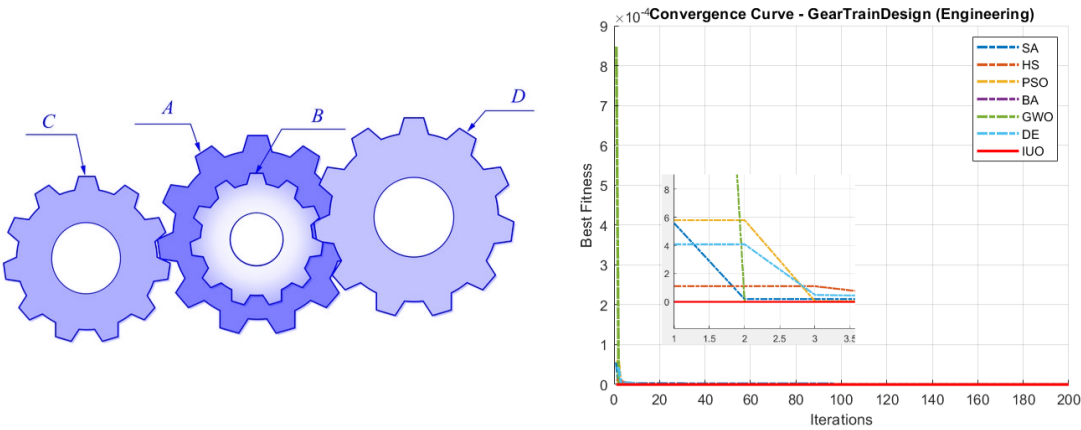 C
A
B
D
×10⁻⁴
Convergence Curve - GearTrainDesign (Engineering)
9
8
7
6
5
4
3
2
1
0
Best Fitness
SA
HS
PSO
BA
GWO
DE
IUO
8
6
4
2
0
1 1.5 2 2.5 3 3.5
0 20 40 60 80 100 120 140 160 180 200
Iterations